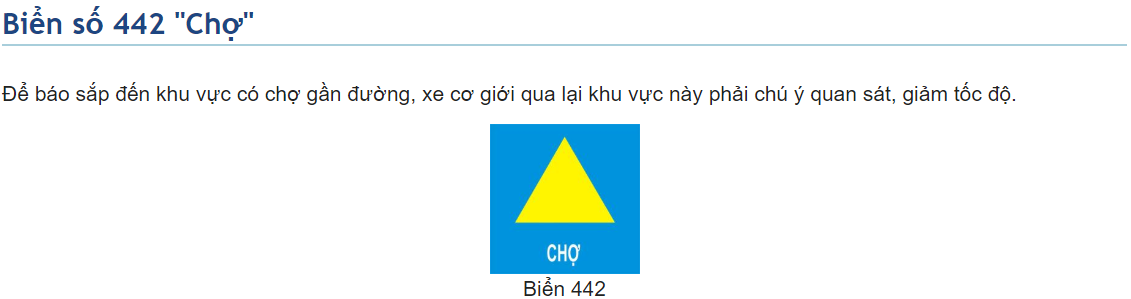 Biển số 442 "Chợ"
Để báo sắp đến khu vực có chợ gần đường, xe cơ giới qua lại khu vực này phải chú ý quan sát, giảm tốc độ.
CHỢ
Biển 442